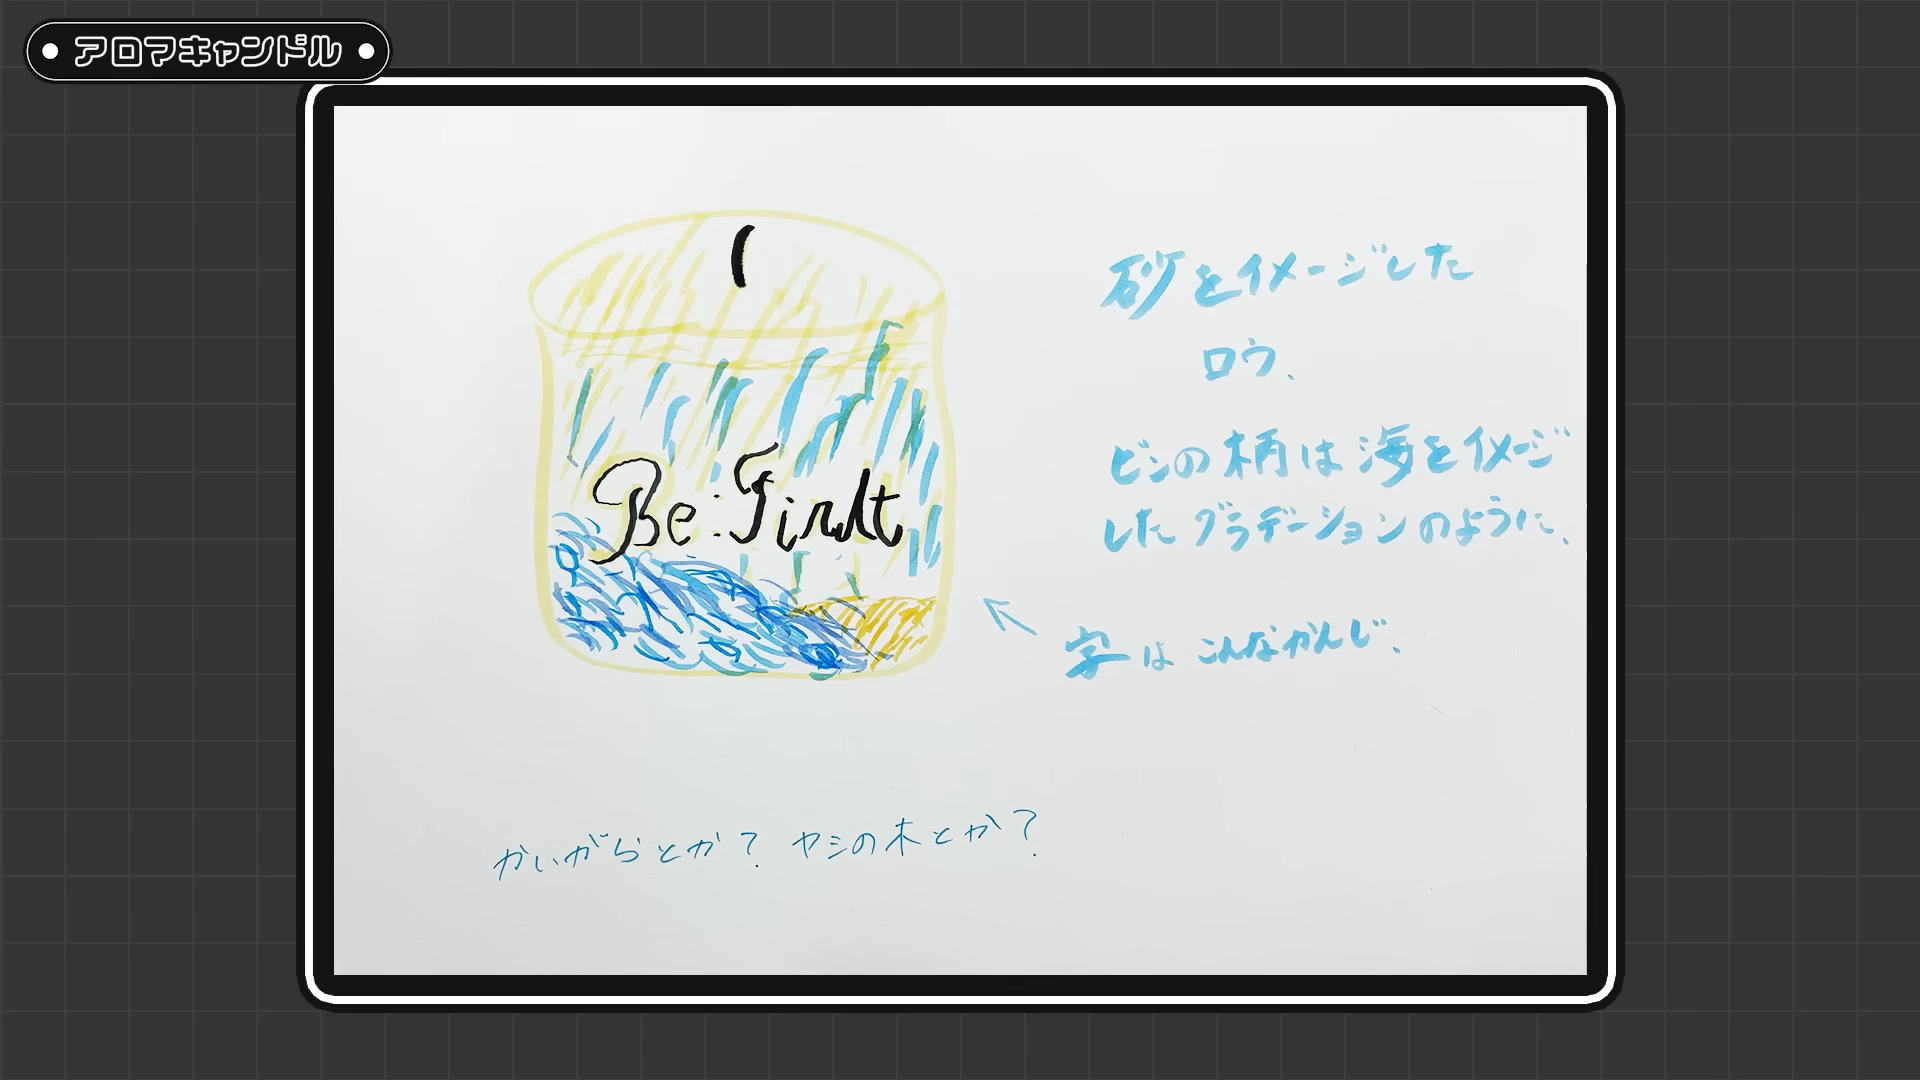 アロマキャンドル
砂をイメージした
ロウ、
ビンの柄は海をイメージ
したグラデーションのように、
Be:First
字はこんなかんじ、
かいがらとか？ ヤシの木とか？